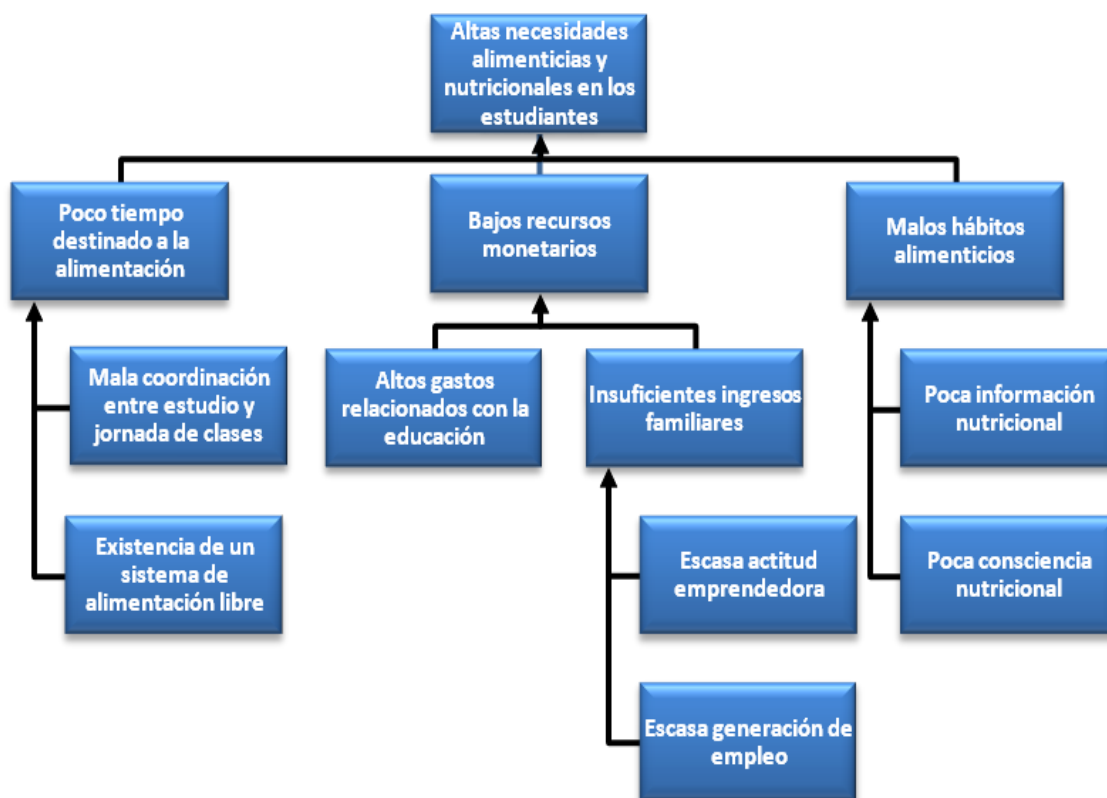 Altas necesidades
alimenticias y
nutricionales en los
estudiantes
Poco tiempo
destinado a la
alimentación
Bajos recursos
monetarios
Malos hábitos
alimenticios
Mala coordinación
entre estudio y
jornada de clases
Altos gastos
relacionados con la
educación
Insuficientes ingresos
familiares
Poca información
nutricional
Existencia de un
sistema de
alimentación libre
Escasa actitud
emprendedora
Poca consciencia
nutricional
Escasa generación de
empleo